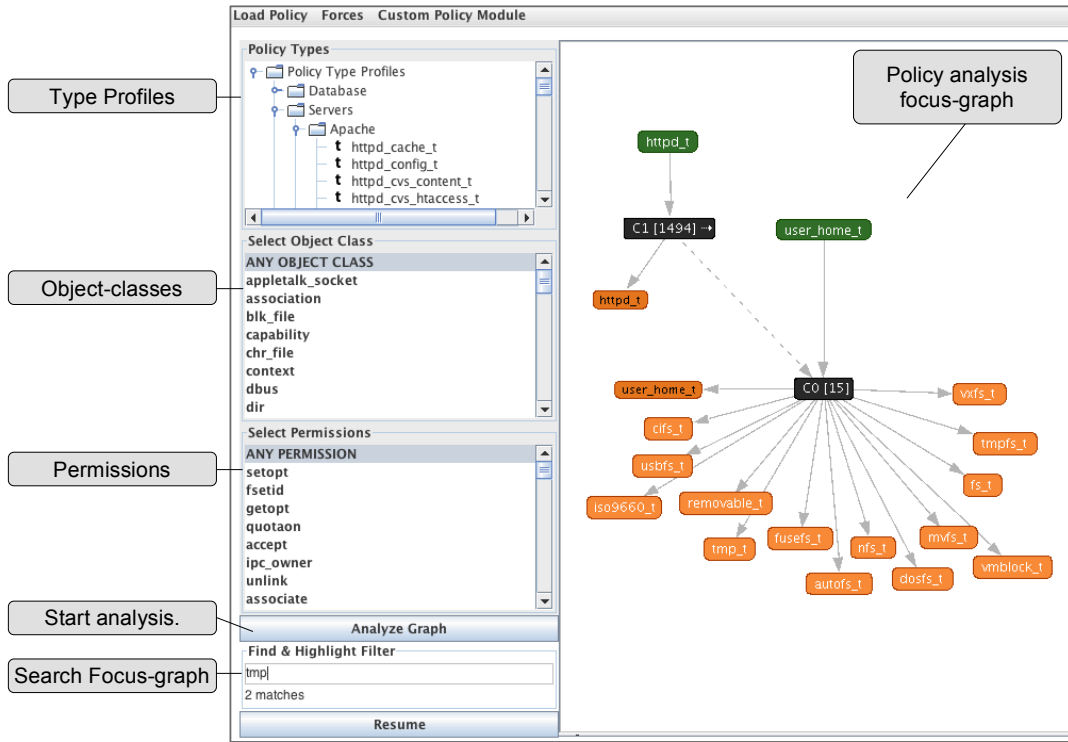 Load Policy Forces Custom Policy Module
Type Profiles
Object-classes
Permissions
Start analysis.
Search Focus-graph
Policy Types
Policy Type Profiles
Database
Servers
Apache
t httpd_cache_t
t httpd_config_t
t httpd_cvs_content_t
t httpd_cvs_htaccess_t
Select Object Class
ANY OBJECT CLASS
appletalk_socket
association
blk_file
capability
chr_file
context
dbus
dir
Select Permissions
ANY PERMISSION
setopt
fsetid
getopt
quotaon
accept
ipc_owner
unlink
associate
Analyze Graph
Find & Highlight Filter
tmp
2 matches
Resume
Policy analysis
focus-graph
httpd_t
C1 [1494] →
user_home_t
httpd_t
C0 [15]
user_home_t
vxfs_t
cifs_t
tmpfs_t
usbfs_t
fs_t
iso9660_t
removable_t
tmp_t
fusefs_t
nfs_t
mvfs_t
autofs_t
dosfs_t
vmblock_t